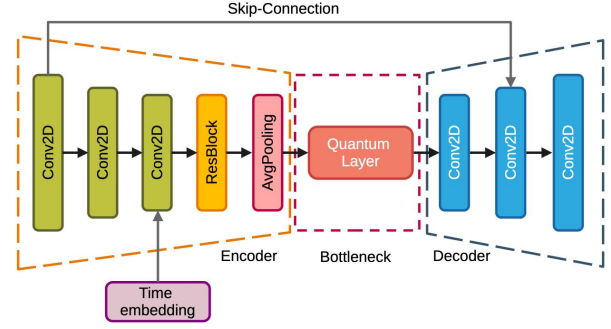 Skip-Connection
Conv2D
Conv2D
Conv2D
ResBlock
AvgPooling
Quantum
Layer
Conv2D
Conv2D
Conv2D
Encoder
Bottleneck
Decoder
Time
embedding